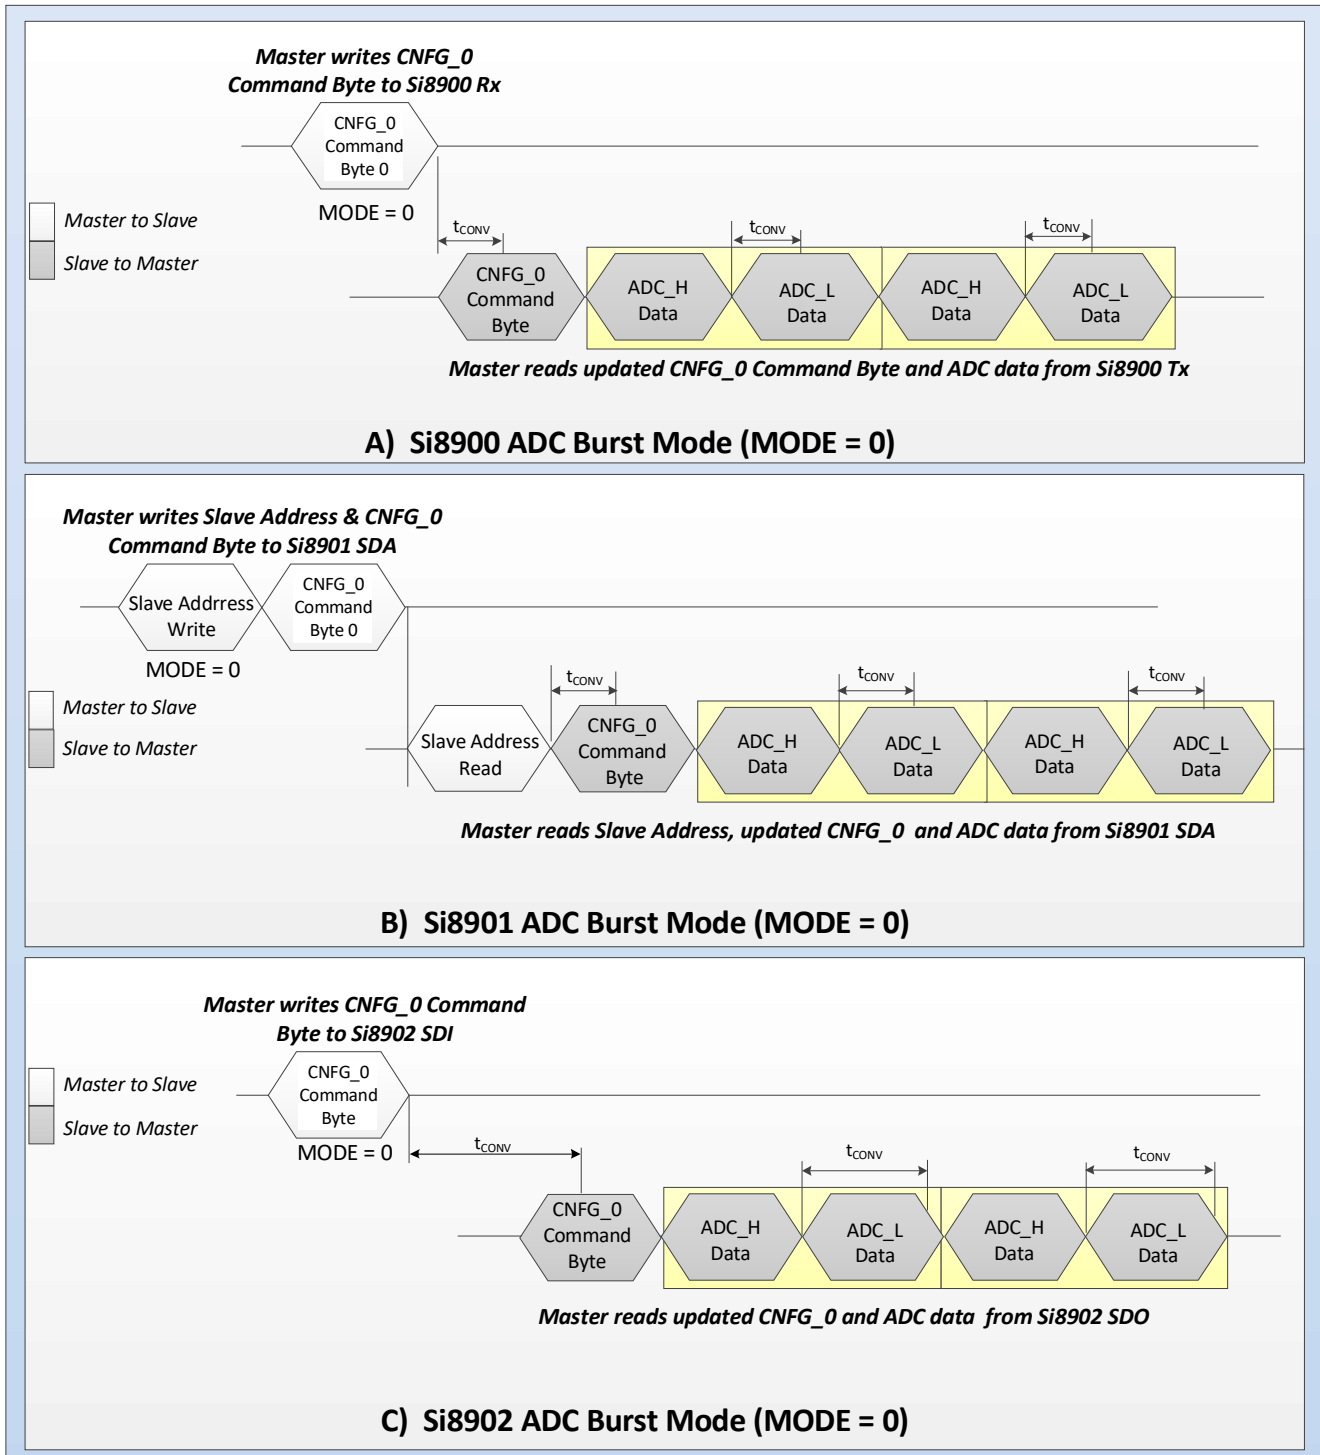 Master writes CNFG_0
Command Byte to Si8900 Rx
CNFG_0
Command
Byte 0
MODE = 0
Master to Slave
Slave to Master
tCONV
tCONV
tCONV
CNFG_0
Command
Byte
ADC_H
Data
ADC_L
Data
ADC_H
Data
ADC_L
Data
Master reads updated CNFG_0 Command Byte and ADC data from Si8900 Tx
A) Si8900 ADC Burst Mode (MODE = 0)
Master writes Slave Address & CNFG_0
Command Byte to Si8901 SDA
Slave Addrress
Write
CNFG_0
Command
Byte 0
MODE = 0
Master to Slave
Slave to Master
tCONV
tCONV
tCONV
Slave Address
Read
CNFG_0
Command
Byte
ADC_H
Data
ADC_L
Data
ADC_H
Data
ADC_L
Data
Master reads Slave Address, updated CNFG_0 and ADC data from Si8901 SDA
B) Si8901 ADC Burst Mode (MODE = 0)
Master writes CNFG_0 Command
Byte to Si8902 SDI
CNFG_0
Command
Byte
MODE = 0
Master to Slave
Slave to Master
tCONV
tCONV
tCONV
CNFG_0
Command
Byte
ADC_H
Data
ADC_L
Data
ADC_H
Data
ADC_L
Data
Master reads updated CNFG_0 and ADC data from Si8902 SDO
C) Si8902 ADC Burst Mode (MODE = 0)